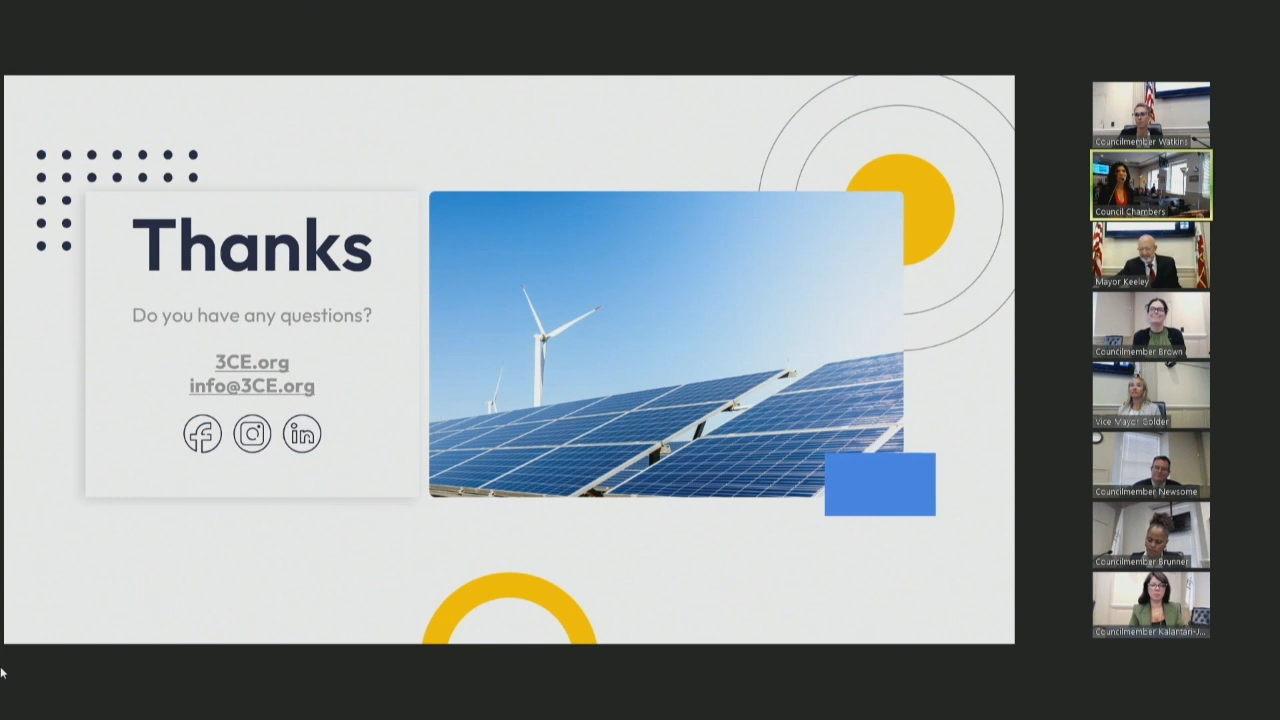 Thanks
Do you have any questions?
3CE.org
info@3CE.org
Councilmember Watkins
Council Chambers
Mayor Keeley
Councilmember Brown
Vice Mayor Golder
Councilmember Newsome
Councilmember Brunner
Councilmember Kalantari-J...